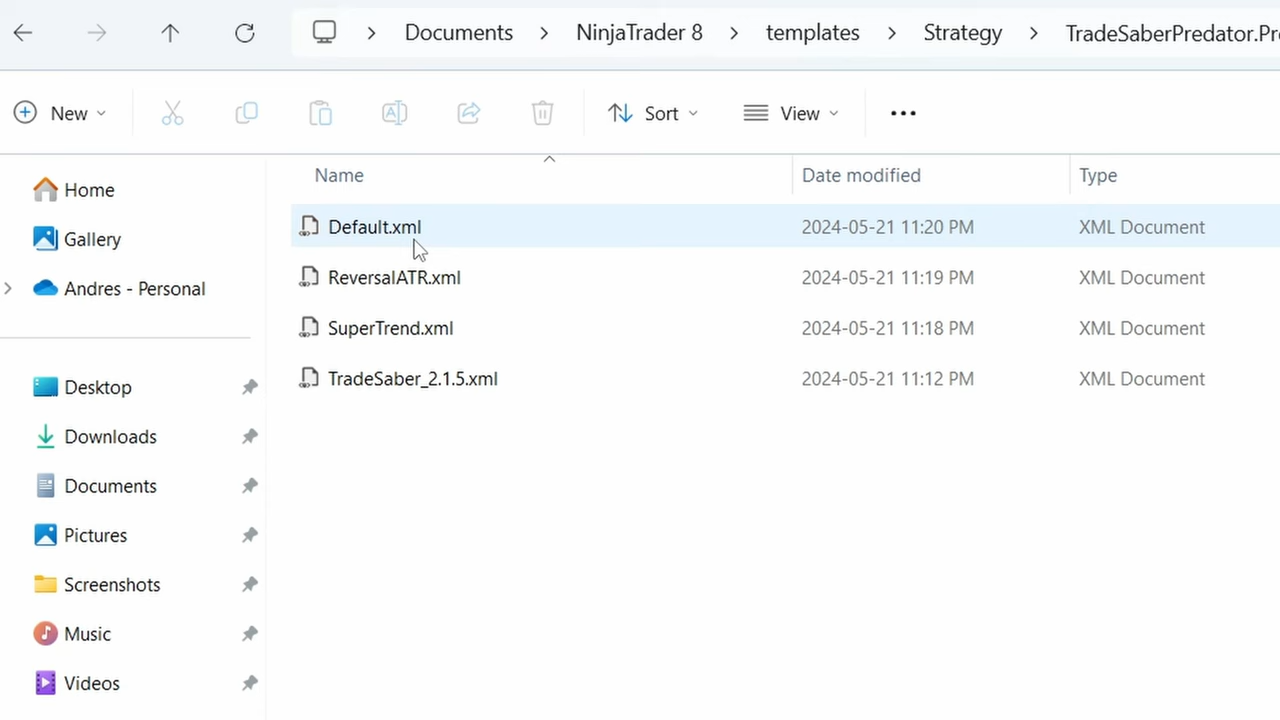 Documents > NinjaTrader 8 > templates > Strategy > TradeSaberPredator.Pr
New Sort View
Name Date modified Type
Home
Gallery
Andres - Personal
Default.xml 2024-05-21 11:20 PM XML Document
ReversalATR.xml 2024-05-21 11:19 PM XML Document
SuperTrend.xml 2024-05-21 11:18 PM XML Document
TradeSaber_2.1.5.xml 2024-05-21 11:12 PM XML Document
Desktop
Downloads
Documents
Pictures
Screenshots
Music
Videos